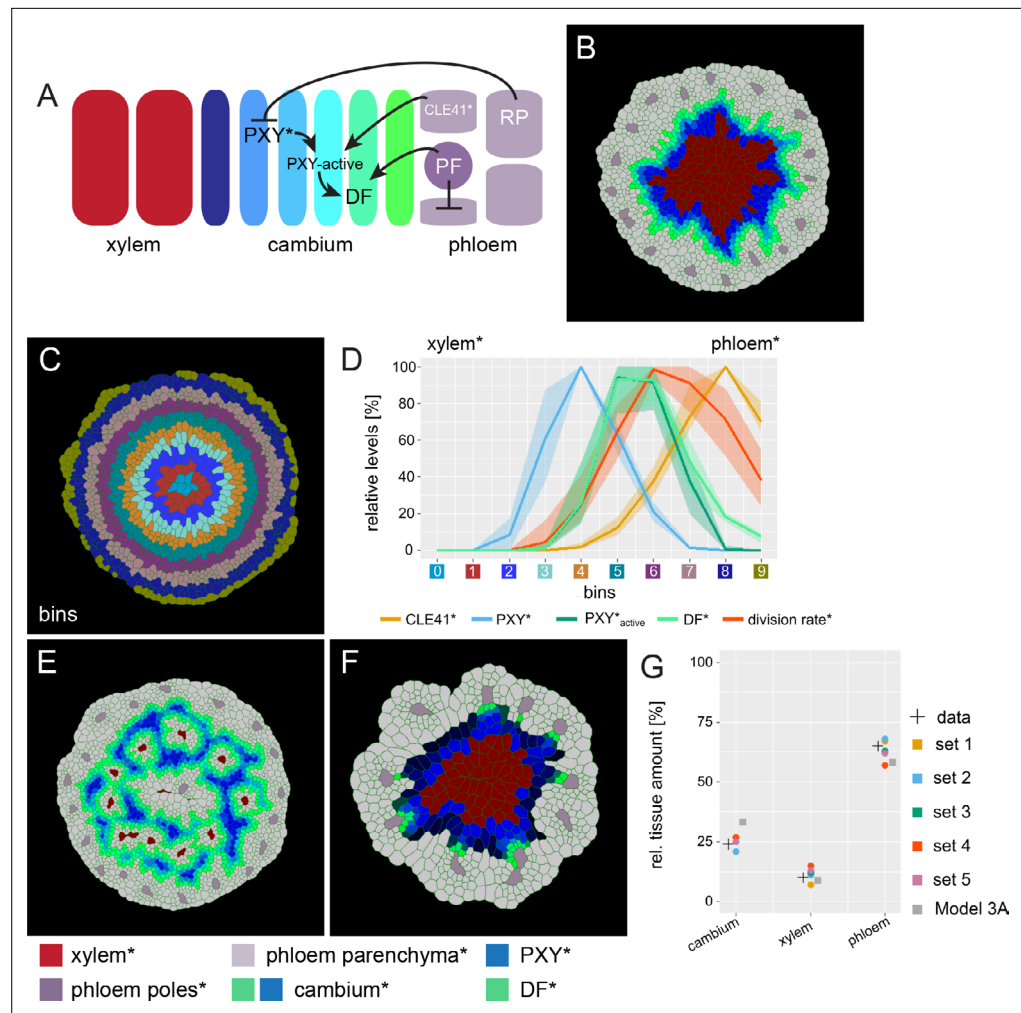 A
CLE41*
RP
PXY*
PXY-active
PF
DF
xylem
cambium
phloem
B
C
bins
D
xylem*
phloem*
relative levels [%]
100
80
60
40
20
0
0 1 2 3 4 5 6 7 8 9
bins
CLE41* PXY* PXY*active DF* division rate*
E
F
G
rel. tissue amount [%]
100
75
50
25
0
cambium
xylem
phloem
data
set 1
set 2
set 3
set 4
set 5
Model 3A
xylem* phloem parenchyma* PXY*
phloem poles* cambium* DF*